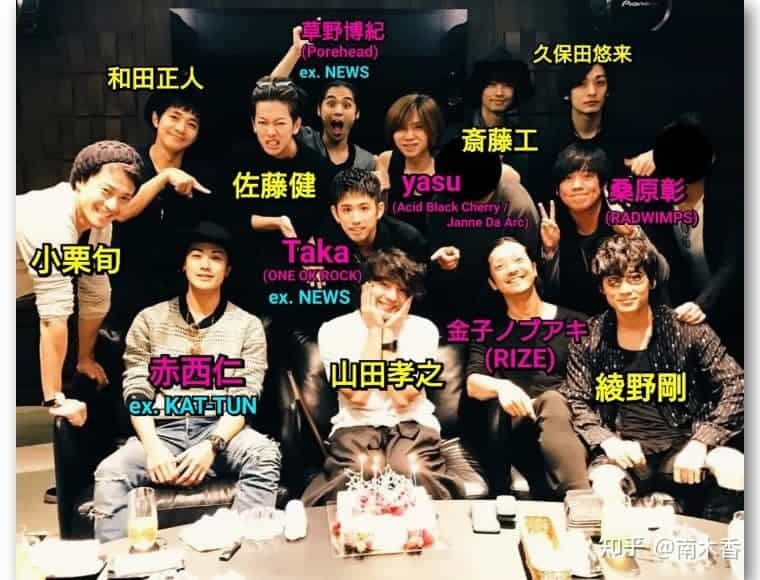 Pioneer
草野博紀
(Porehead)
ex. NEWS
久保田悠来
和田正人
斎藤工
佐藤健
yasu
(Acid Black Cherry /
Janne Da Arc)
桑原彰
(RADWIMPS)
小栗旬
Taka
(ONE OK ROCK)
ex. NEWS
金子ノブアキ
(RIZE)
赤西仁
ex. KAT-TUN
山田孝之
綾野剛
知乎 @南木香